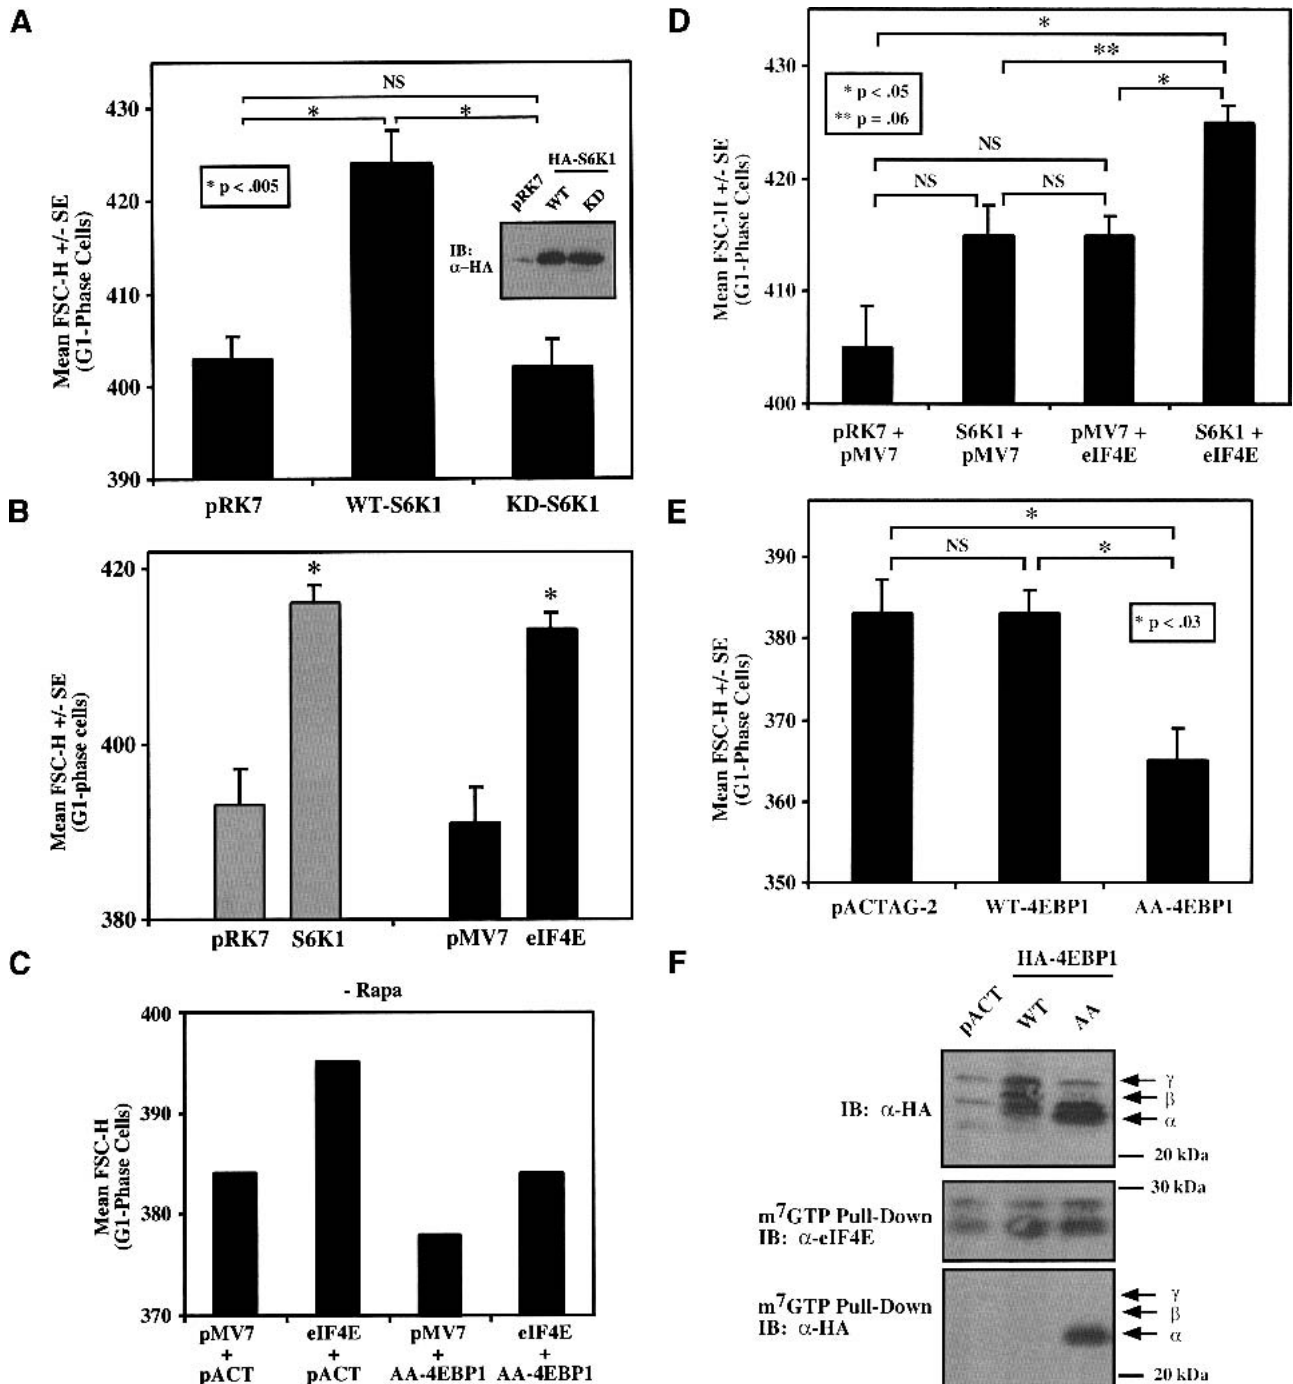 A
Mean FSC-H +/- SE
(G1-Phase Cells)
430
420
410
400
390
NS
*
*
* p < .005
HA-S6K1
pRK7
WT
KD
IB:
α-HA
pRK7
WT-S6K1
KD-S6K1
B
Mean FSC-H +/- SE
(G1-phase cells)
420
400
380
*
*
pRK7
S6K1
pMV7
eIF4E
C
- Rapa
Mean FSC-H
(G1-Phase Cells)
400
390
380
370
pMV7
+
pACT
eIF4E
+
pACT
pMV7
+
AA-4EBP1
eIF4E
+
AA-4EBP1
D
Mean FSC-H +/- SE
(G1-Phase Cells)
430
420
410
400
*
**
*
* p < .05
** p = .06
NS
NS
NS
pRK7 +
pMV7
S6K1 +
pMV7
pMV7 +
eIF4E
S6K1 +
eIF4E
E
Mean FSC-H +/- SE
(G1-Phase Cells)
390
380
370
360
350
*
NS
*
* p < .03
pACTAG-2
WT-4EBP1
AA-4EBP1
F
HA-4EBP1
pACT
WT
AA
IB: α-HA
γ
β
α
20 kDa
30 kDa
m7GTP Pull-Down
IB: α-eIF4E
m7GTP Pull-Down
IB: α-HA
γ
β
α
20 kDa